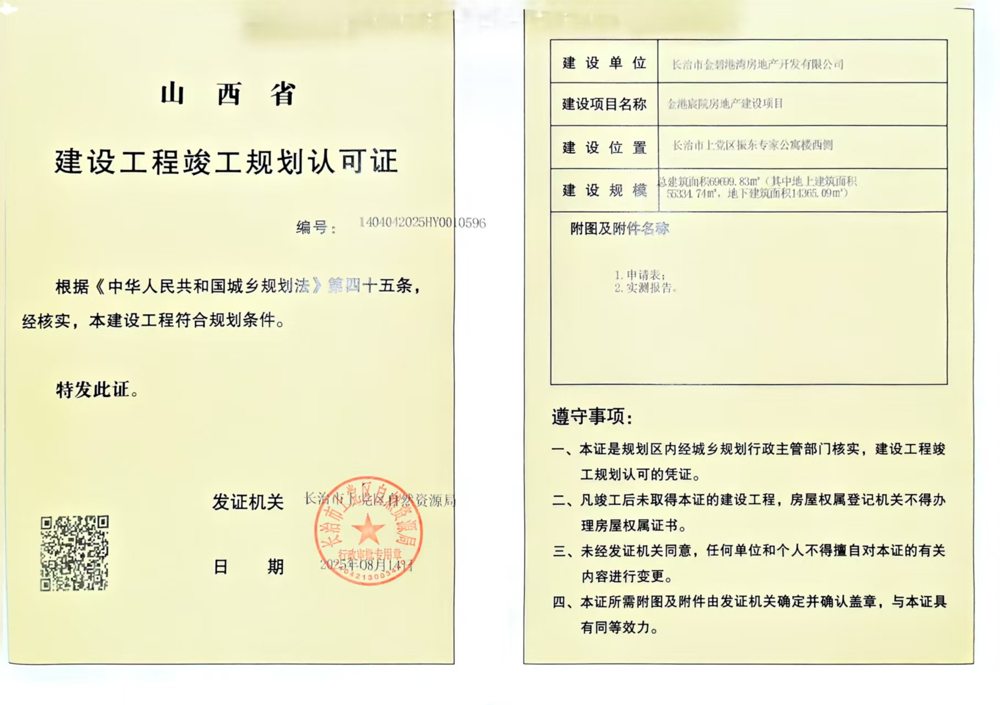 山西省
建设工程竣工规划认可证
编号： 1404042025HY0010596
根据《中华人民共和国城乡规划法》第四十五条，
经核实，本建设工程符合规划条件。
特发此证。
发证机关 长治市上党区自然资源局
日期 2025年08月14日
长治市上党区自然资源局
行政审批专用章
建设单位 长治市金碧港湾房地产开发有限公司
建设项目名称 金港宸院房地产建设项目
建设位置 长治市上党区振东专家公寓楼西侧
建设规模 总建筑面积69699.83㎡（其中地上建筑面积
55334.74㎡，地下建筑面积14365.09㎡）
附图及附件名称
1.申请表；
2.实测报告。
遵守事项：
一、本证是规划区内经城乡规划行政主管部门核实，建设工程竣
工规划认可的凭证。
二、凡竣工后未取得本证的建设工程，房屋权属登记机关不得办
理房屋权属证书。
三、未经发证机关同意，任何单位和个人不得擅自对本证的有关
内容进行变更。
四、本证所需附图及附件由发证机关确定并确认盖章，与本证具
有同等效力。